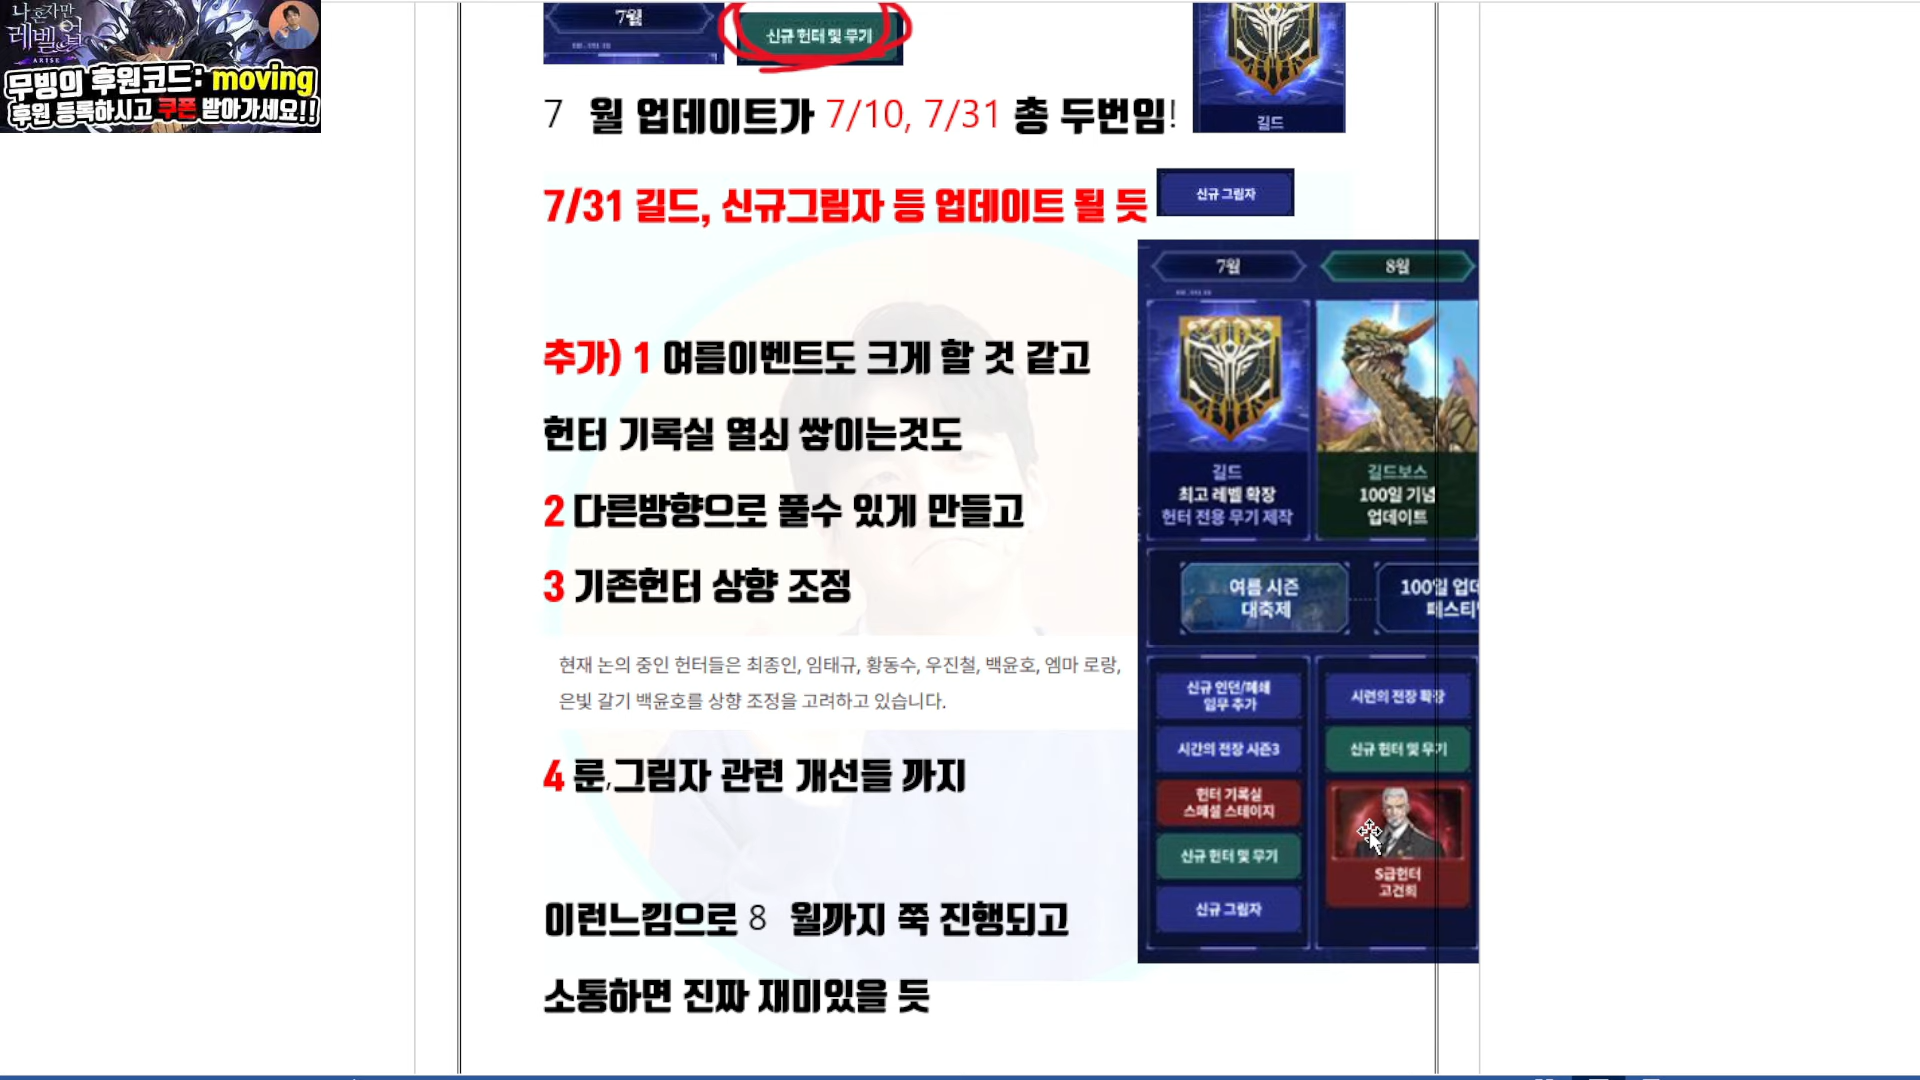 나 혼자만
레벨업
ARISE
무빙의 후원코드: moving
후원 등록하시고 쿠폰 받아가세요!!
7월
신규 헌터 및 무기
길드
7 월 업데이트가 7/10, 7/31 총 두번임!
7/31 길드, 신규그림자 등 업데이트 될 듯
신규 그림자
추가) 1 여름이벤트도 크게 할 것 같고
헌터 기록실 열쇠 쌓이는것도
2 다른방향으로 풀수 있게 만들고
3 기존헌터 상향 조정
현재 논의 중인 헌터들은 최종인, 임태규, 황동수, 우진철, 백윤호, 엠마 로랑,
은빛 갈기 백윤호를 상향 조정을 고려하고 있습니다.
4 룬,그림자 관련 개선들 까지
이런느낌으로 8 월까지 쭉 진행되고
소통하면 진짜 재미있을 듯
7월
길드
최고 레벨 확장
헌터 전용 무기 제작
여름 시즌
대축제
신규 인던/폐쇄
임무 추가
시간의 전장 시즌3
헌터 기록실
스페셜 스테이지
신규 헌터 및 무기
신규 그림자
8월
길드보스
100일 기념
업데이트
100일 업데
페스티
시련의 전장 확장
신규 헌터 및 무기
S급헌터
고건희